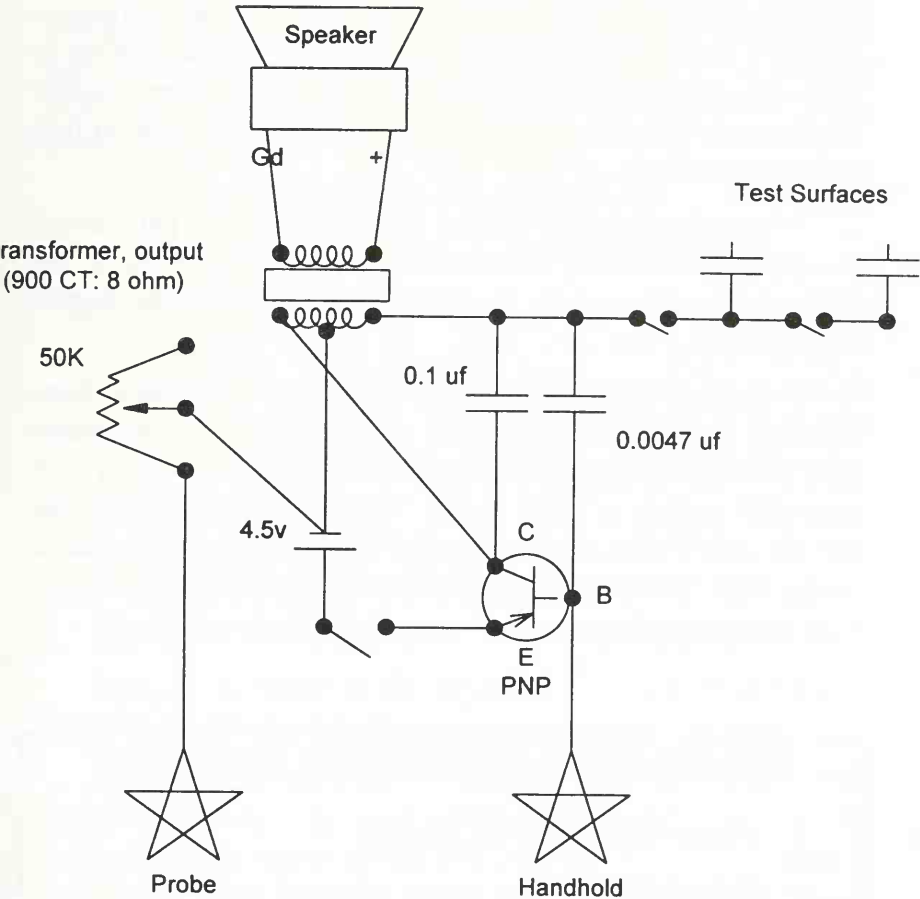 Speaker
Gd +
Test Surfaces
ransformer, output
(900 CT: 8 ohm)
50K
0.1 uf
0.0047 uf
4.5v
C
B
E
PNP
Probe
Handhold